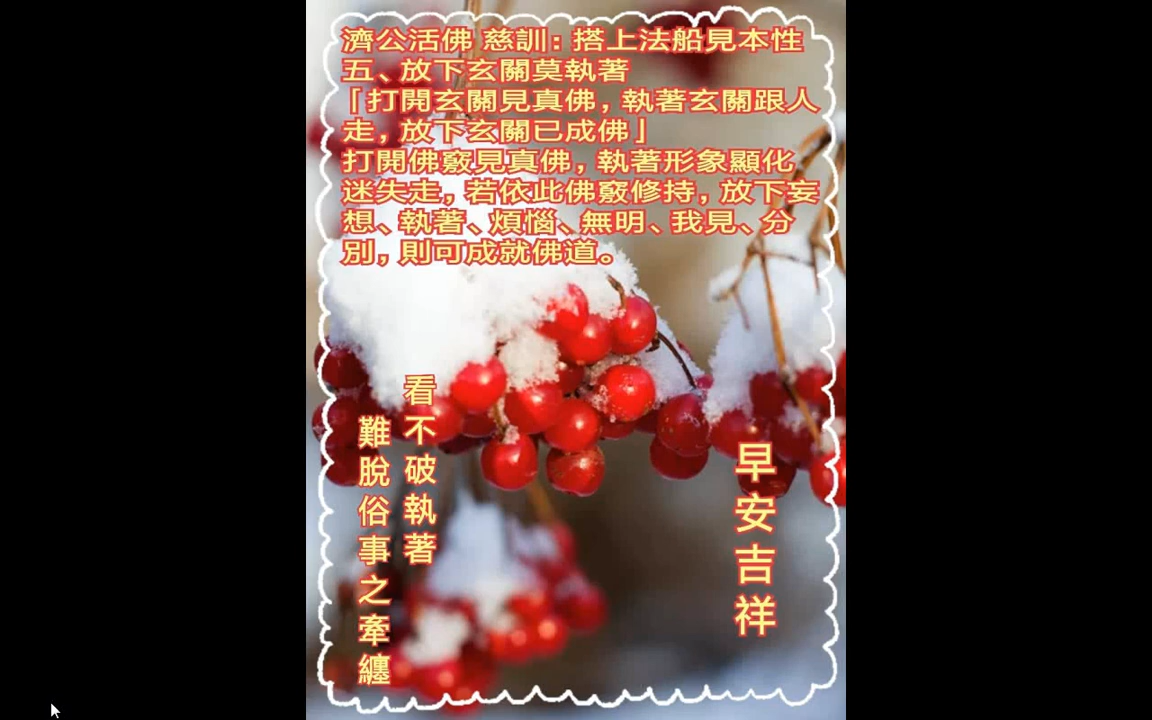 濟公活佛 慈訓：搭上法船見本性
五、放下玄關莫執著
「打開玄關見真佛，執著玄關跟人
走，放下玄關已成佛」
打開佛竅見真佛，執著形象顯化
迷失走，若依此佛竅修持，放下妄
想、執著、煩惱、無明、我見、分
別，則可成就佛道。
看不破執著
難脫俗事之牽纏
早安吉祥